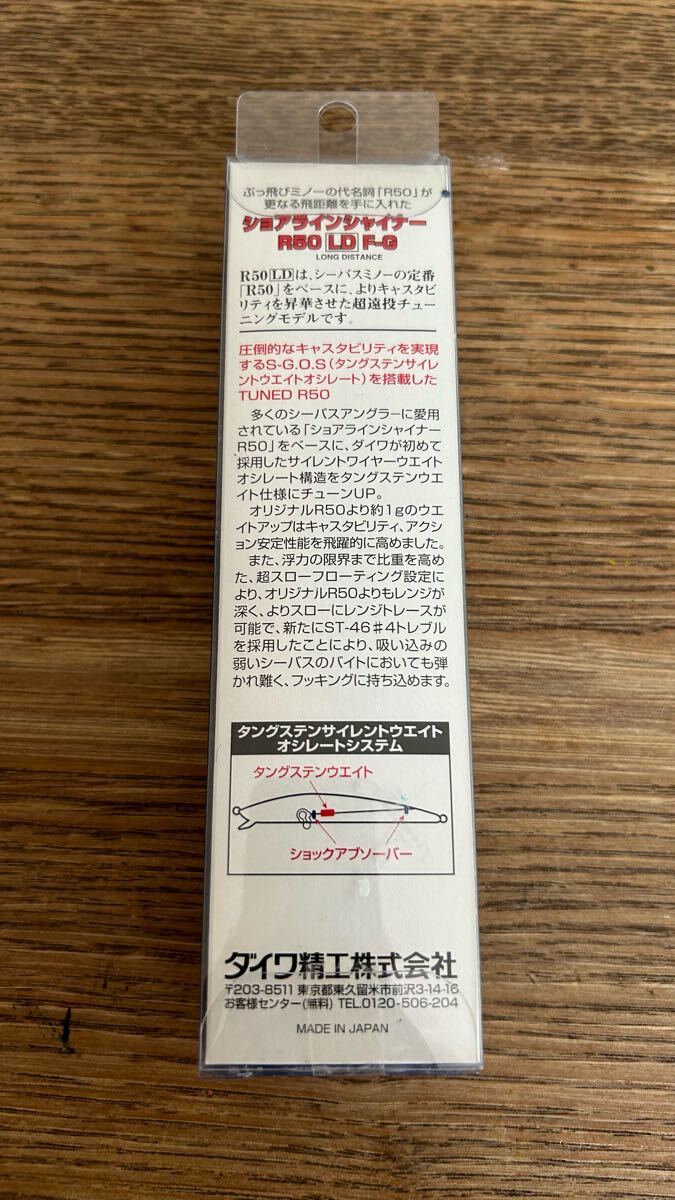 ぶっ飛びミノーの代名詞「R50」が
更なる飛距離を手に入れた
ショアラインシャイナー
R50 LD F-G
LONG DISTANCE
R50LDは、シーバスミノーの定番
「R50」をベースに、よりキャスタビ
リティを昇華させた超遠投チュー
ニングモデルです。
圧倒的なキャスタビリティを実現
するS-G.O.S(タングステンサイレ
ントウエイトオシレート)を搭載した
TUNED R50
多くのシーバスアングラーに愛用
されている「ショアラインシャイナー
R50」をベースに、ダイワが初めて
採用したサイレントワイヤーウエイト
オシレート構造をタングステンウエ
イト仕様にチューンUP。
オリジナルR50より約1gのウエ
イトアップはキャスタビリティ、アクシ
ョン安定性能を飛躍的に高めました。
また、浮力の限界まで比重を高め
た、超スローフローティング設定に
より、オリジナルR50よりもレンジが
深く、よりスローにレンジトレースが
可能で、新たにST-46♯4トレブル
を採用したことにより、吸い込みの
弱いシーバスのバイトにおいても弾
かれ難く、フッキングに持ち込めます。
タングステンサイレントウエイト
オシレートシステム
タングステンウエイト
ショックアブソーバー
ダイワ精工株式会社
〒203-8511 東京都東久留米市前沢3-14-16
お客様センター(無料) TEL.0120-506-204
MADE IN JAPAN